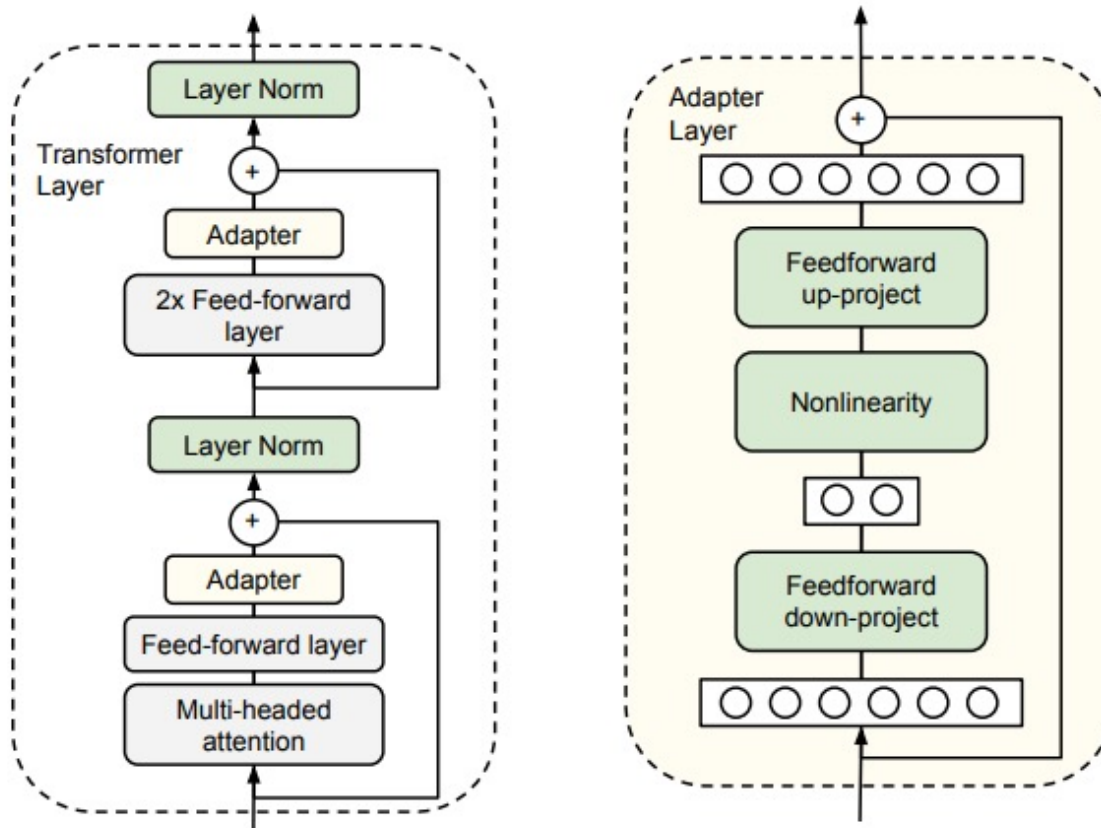 Layer Norm
Transformer
Layer
+
Adapter
2x Feed-forward
layer
Layer Norm
+
Adapter
Feed-forward layer
Multi-headed
attention
Adapter
Layer
+
Feedforward
up-project
Nonlinearity
Feedforward
down-project